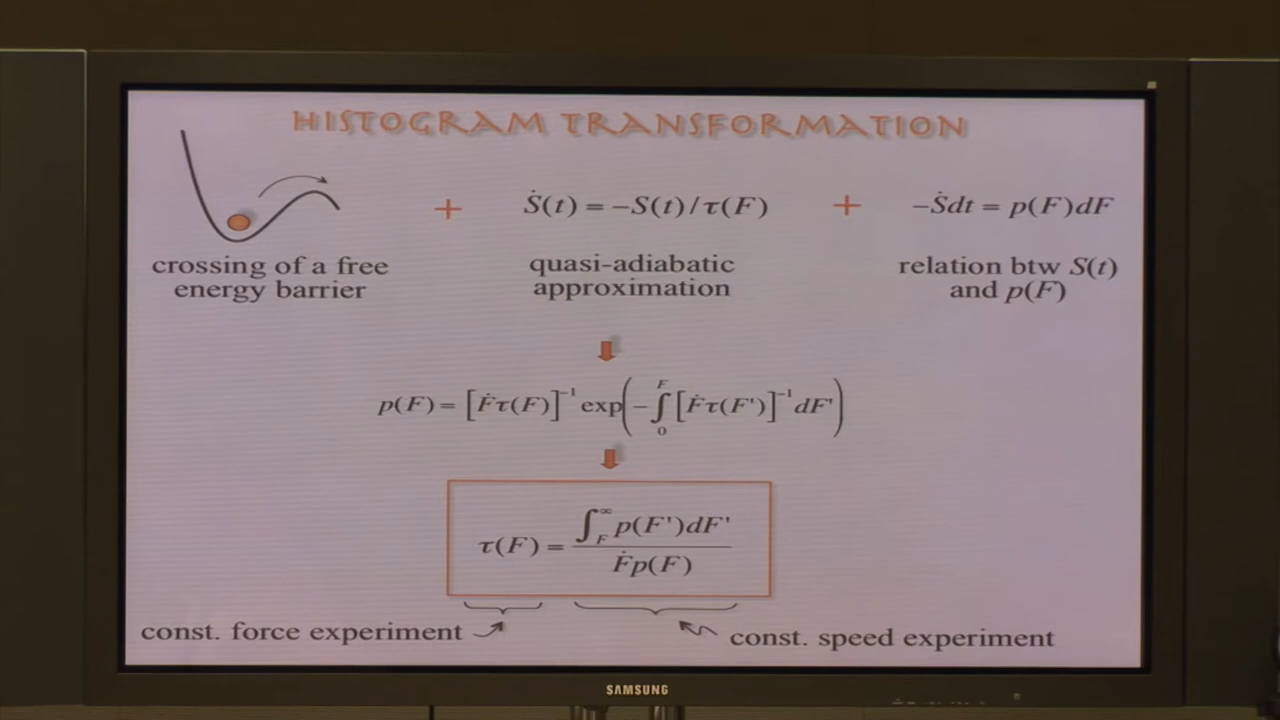 HISTOGRAM TRANSFORMATION
+ Ṡ(t) = −S(t)/τ(F) + −Ṡdt = p(F)dF
crossing of a free
energy barrier
quasi-adiabatic
approximation
relation btw S(t)
and p(F)
p(F) = [Ḟτ(F)]⁻¹ exp(−∫₀^F [Ḟτ(F')]⁻¹ dF')
τ(F) = ∫_F^∞ p(F')dF' / Ḟp(F)
const. force experiment
const. speed experiment
SAMSUNG